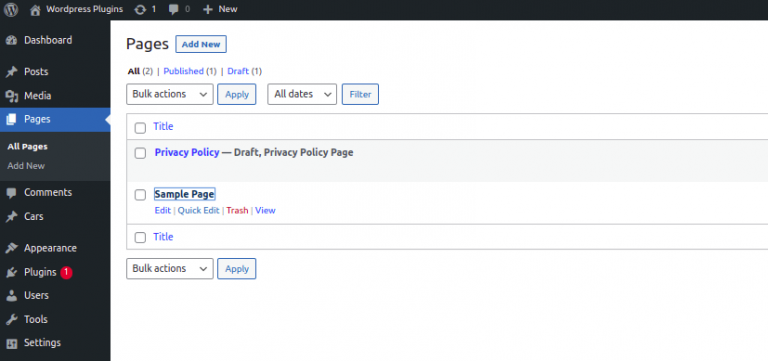 Wordpress Plugins 1 0 + New
Dashboard
Posts
Media
Pages
All Pages
Add New
Comments
Cars
Appearance
Plugins 1
Users
Tools
Settings
Pages Add New
All (2) | Published (1) | Draft (1)
Bulk actions Apply All dates Filter
Title
Privacy Policy — Draft, Privacy Policy Page
Sample Page
Edit | Quick Edit | Trash | View
Title
Bulk actions Apply